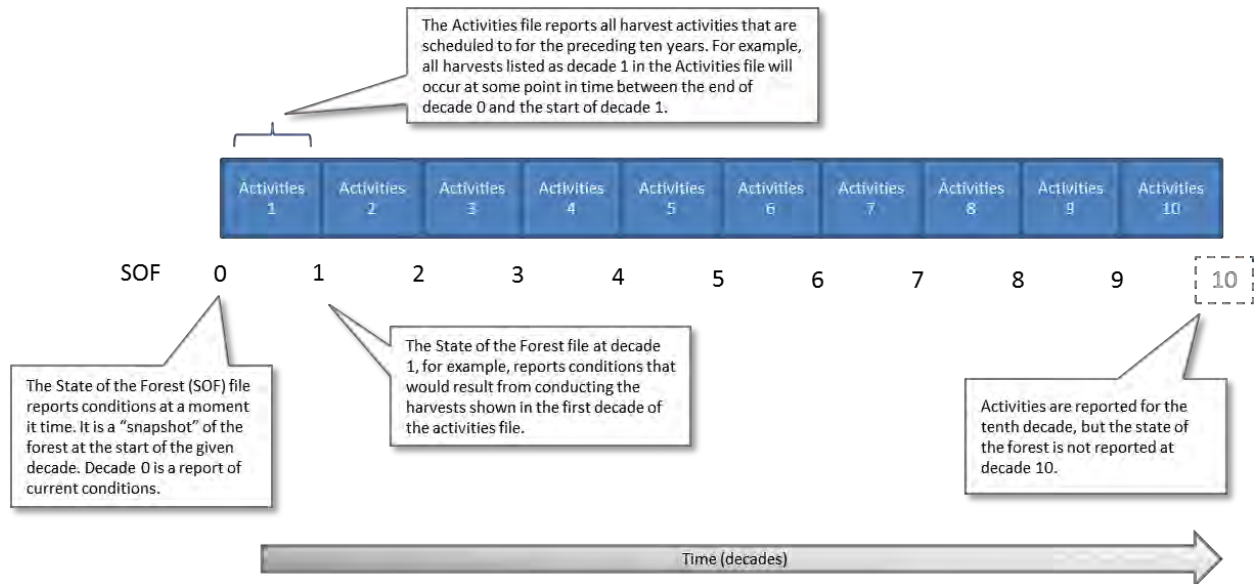 The Activities file reports all harvest activities that are
scheduled to for the preceding ten years. For example,
all harvests listed as decade 1 in the Activities file will
occur at some point in time between the end of
decade 0 and the start of decade 1.
Activities Activities Activities Activities Activities Activities Activities Activities Activities Activities
1 2 3 4 5 6 7 8 9 10
SOF 0 1 2 3 4 5 6 7 8 9 10
The State of the Forest (SOF) file
reports conditions at a moment
it time. It is a “snapshot” of the
forest at the start of the given
decade. Decade 0 is a report of
current conditions.
The State of the Forest file at decade
1, for example, reports conditions that
would result from conducting the
harvests shown in the first decade of
the activities file.
Activities are reported for the
tenth decade, but the state of
the forest is not reported at
decade 10.
Time (decades)